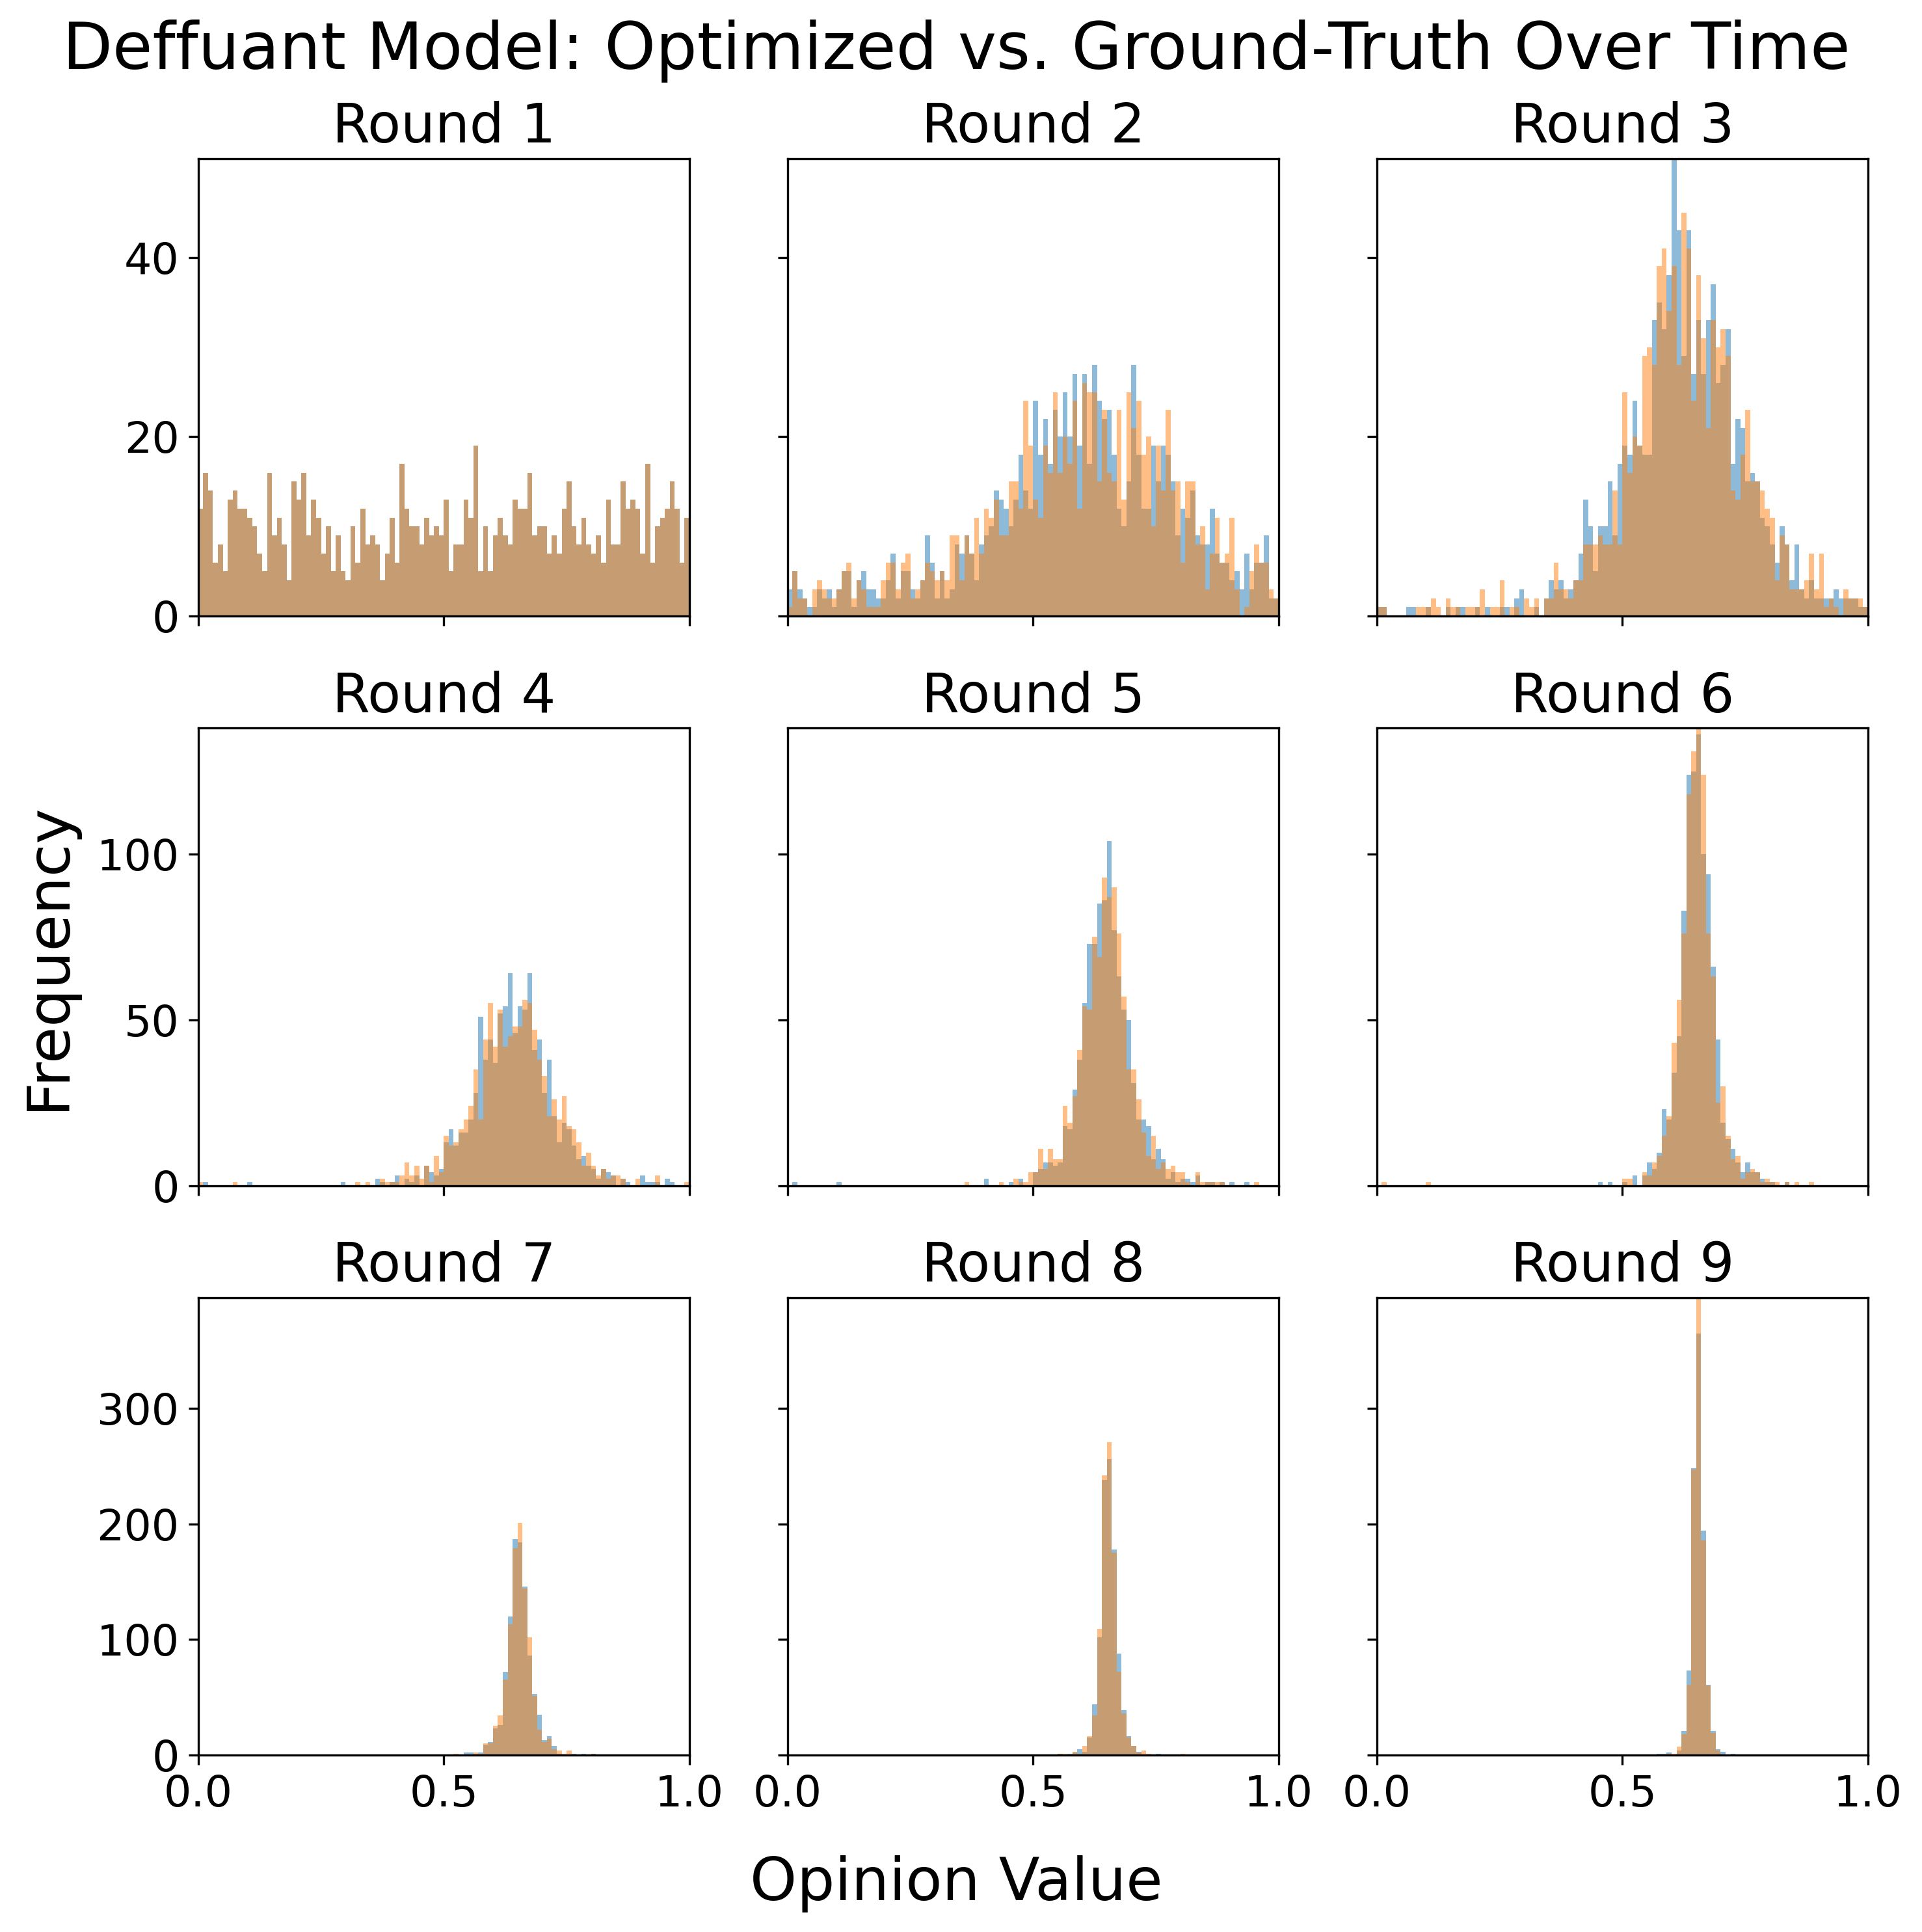 Deffuant Model: Optimized vs. Ground-Truth Over Time
Round 1
Round 2
Round 3
40
20
0
Round 4
Round 5
Round 6
Frequency
100
50
0
Round 7
Round 8
Round 9
300
200
100
0
0.0 0.5 1.0 0.0 0.5 1.0 0.0 0.5 1.0
Opinion Value